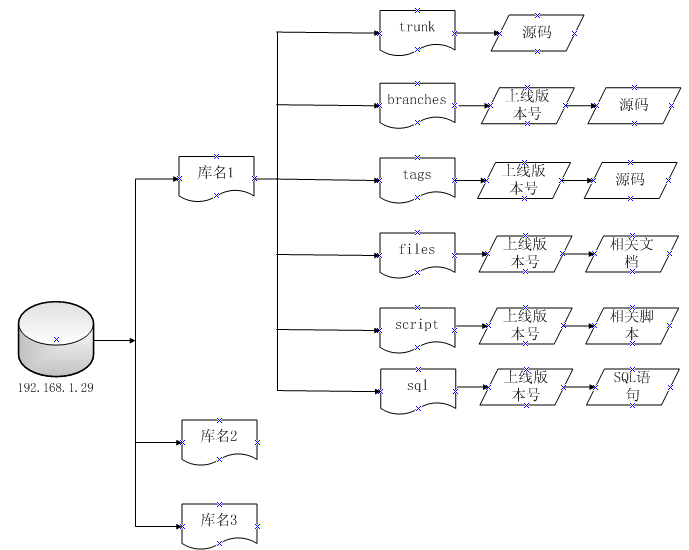 trunk
源码
branches
上线版
本号
源码
库名1
tags
上线版
本号
源码
files
上线版
本号
相关文
档
script
上线版
本号
相关脚
本
192.168.1.29
sql
上线版
本号
SQL语
句
库名2
库名3